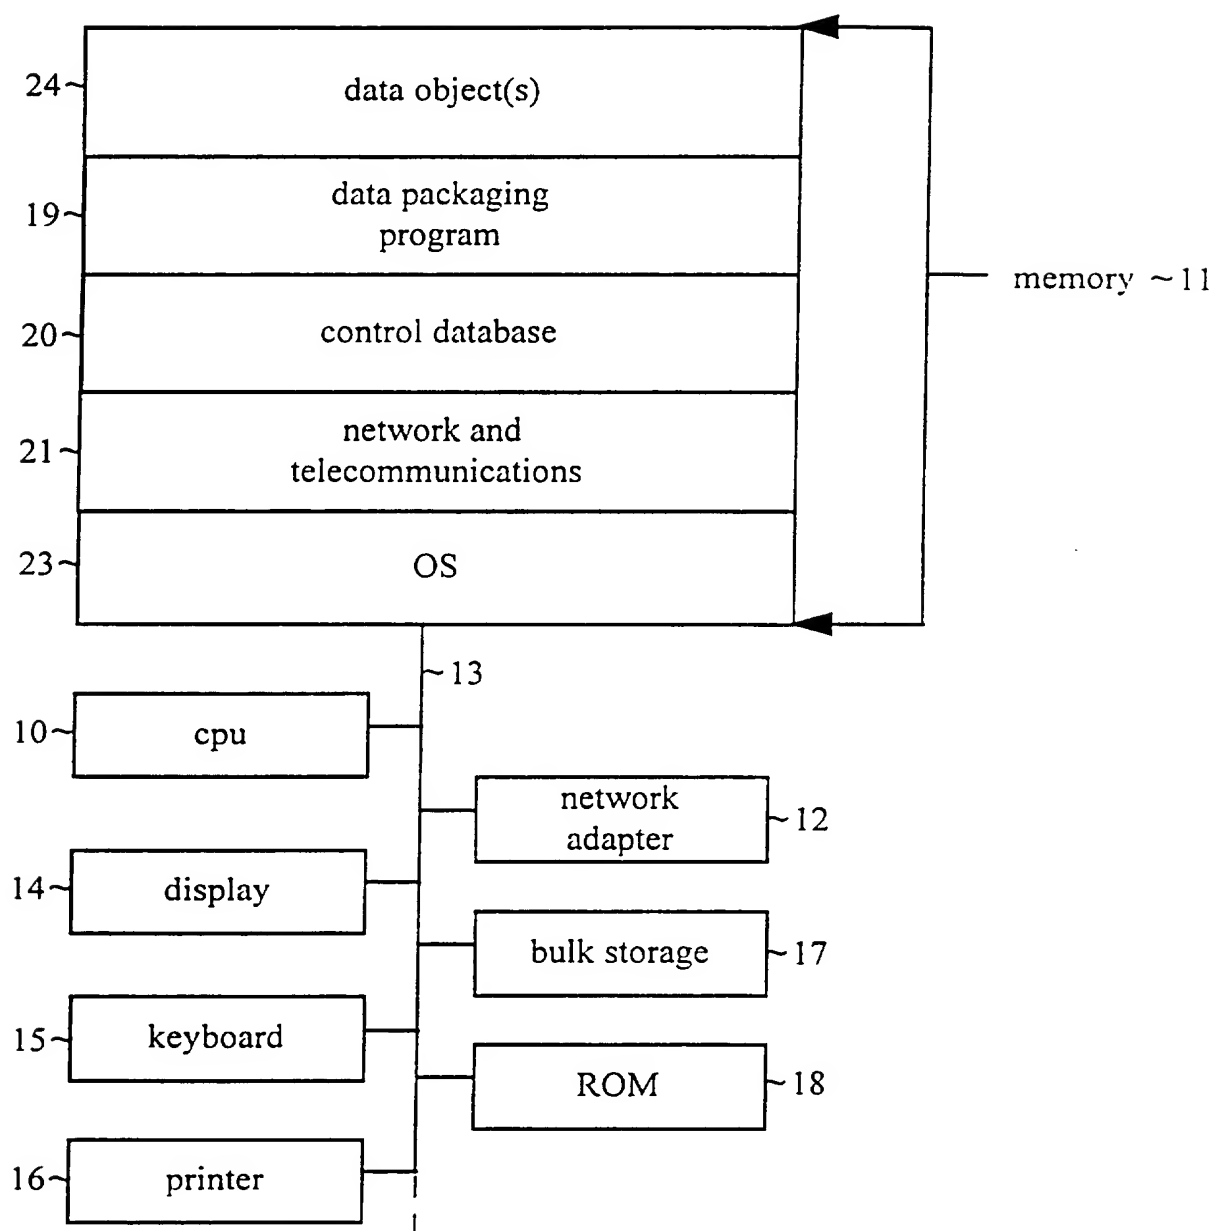 24~ data object(s)
19~ data packaging
program
memory ~11
20~ control database
21~ network and
telecommunications
23~ OS
~13
10~ cpu
network
adapter ~12
14~ display
bulk storage ~17
15~ keyboard
ROM ~18
16~ printer